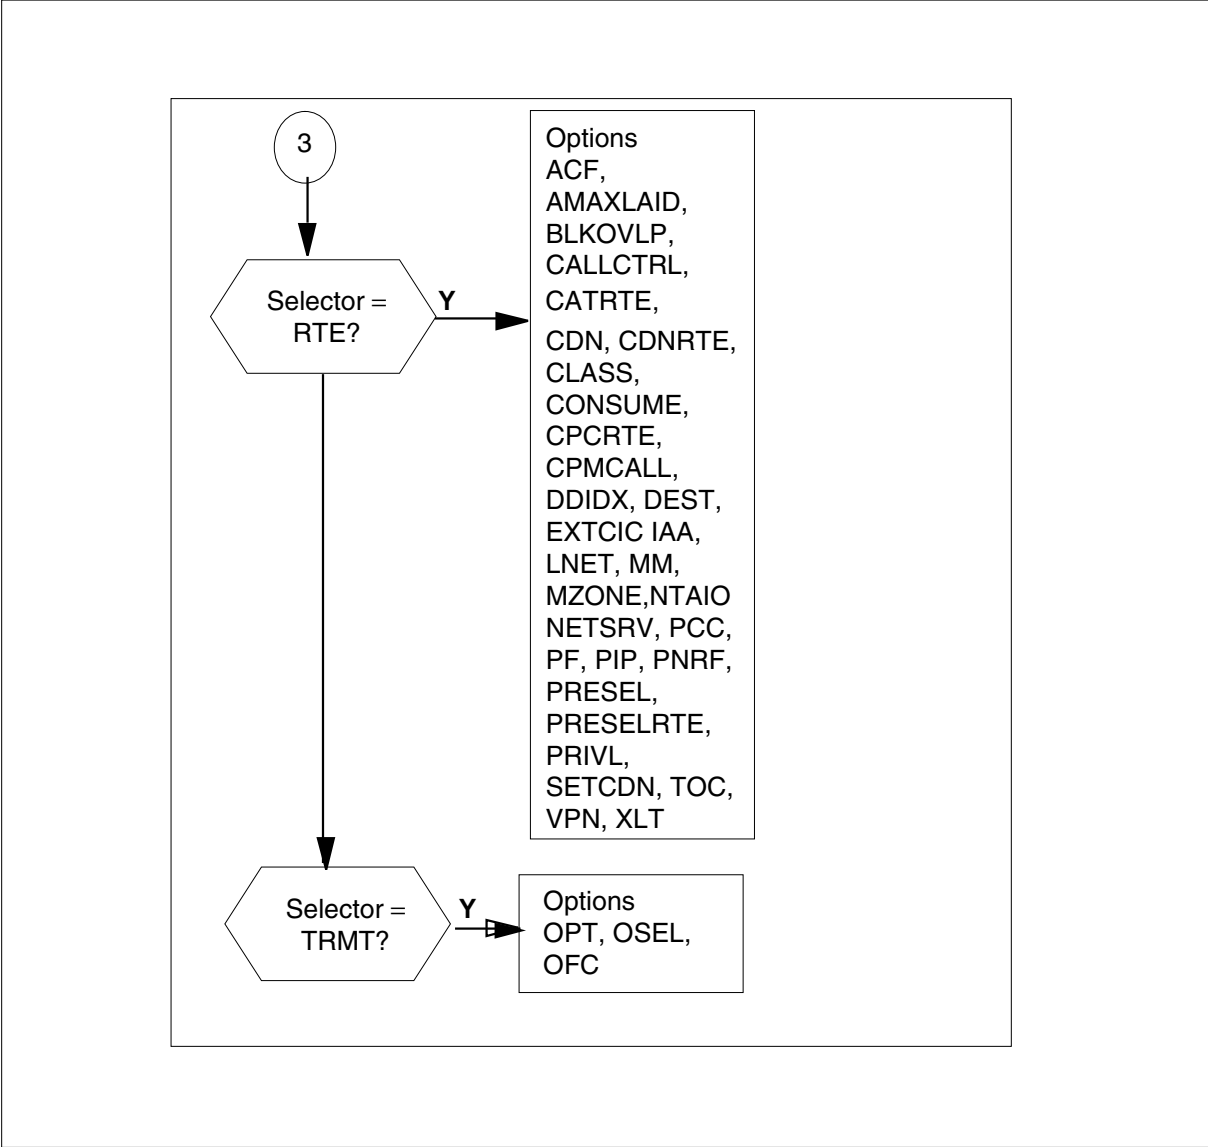 3
Selector =
RTE?
Y
Options
ACF,
AMAXLAID,
BLKOVLP,
CALLCTRL,
CATRTE,
CDN, CDNRTE,
CLASS,
CONSUME,
CPCRTE,
CPMCALL,
DDIDX, DEST,
EXTCIC IAA,
LNET, MM,
MZONE,NTAIO
NETSRV, PCC,
PF, PIP, PNRF,
PRESEL,
PRESELRTE,
PRIVL,
SETCDN, TOC,
VPN, XLT
Selector =
TRMT?
Y
Options
OPT, OSEL,
OFC